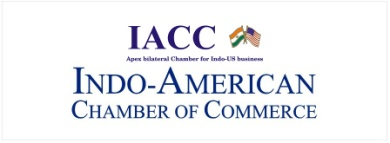 IACC
Apex bilateral Chamber for Indo-US business
INDO-AMERICAN
CHAMBER OF COMMERCE